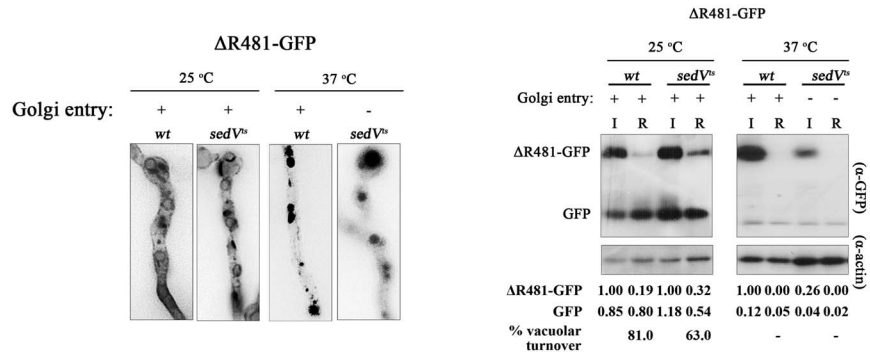 ΔR481-GFP
25 °C 37 °C
Golgi entry: + + + -
wt sedVts wt sedVts
ΔR481-GFP
25 °C 37 °C
wt sedVts wt sedVts
Golgi entry: + + + + + + - -
I R I R I R I R
ΔR481-GFP
GFP
(α-GFP)
(α-actin)
ΔR481-GFP 1.00 0.19 1.00 0.32 1.00 0.00 0.26 0.00
GFP 0.85 0.80 1.18 0.54 0.12 0.05 0.04 0.02
% vacuolar 81.0 63.0 - -
turnover